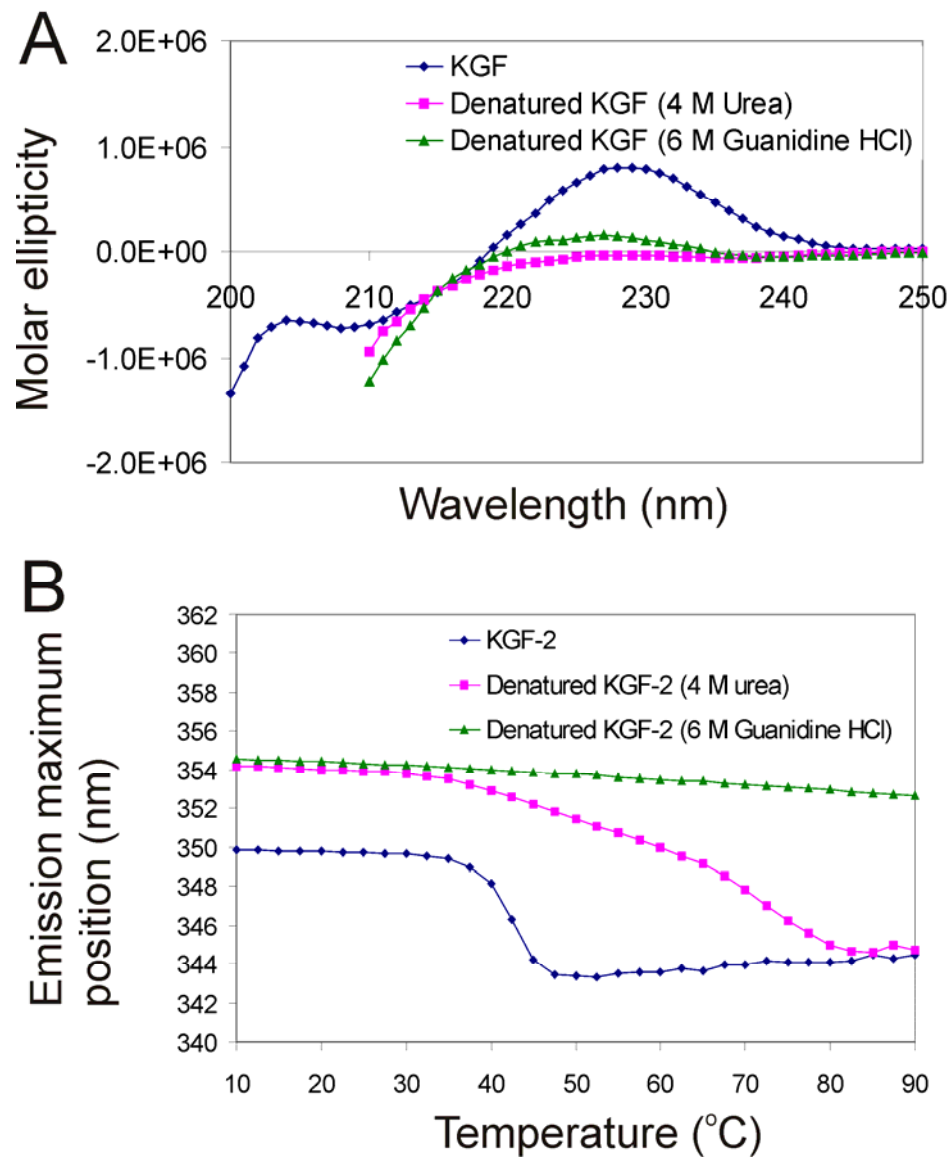 A
Molar ellipticity
2.0E+06
1.0E+06
0.0E+00
-1.0E+06
-2.0E+06
KGF
Denatured KGF (4 M Urea)
Denatured KGF (6 M Guanidine HCl)
200 210 220 230 240 250
Wavelength (nm)
B
Emission maximum
position (nm)
362
360
358
356
354
352
350
348
346
344
342
340
KGF-2
Denatured KGF-2 (4 M urea)
Denatured KGF-2 (6 M Guanidine HCl)
10 20 30 40 50 60 70 80 90
Temperature (°C)